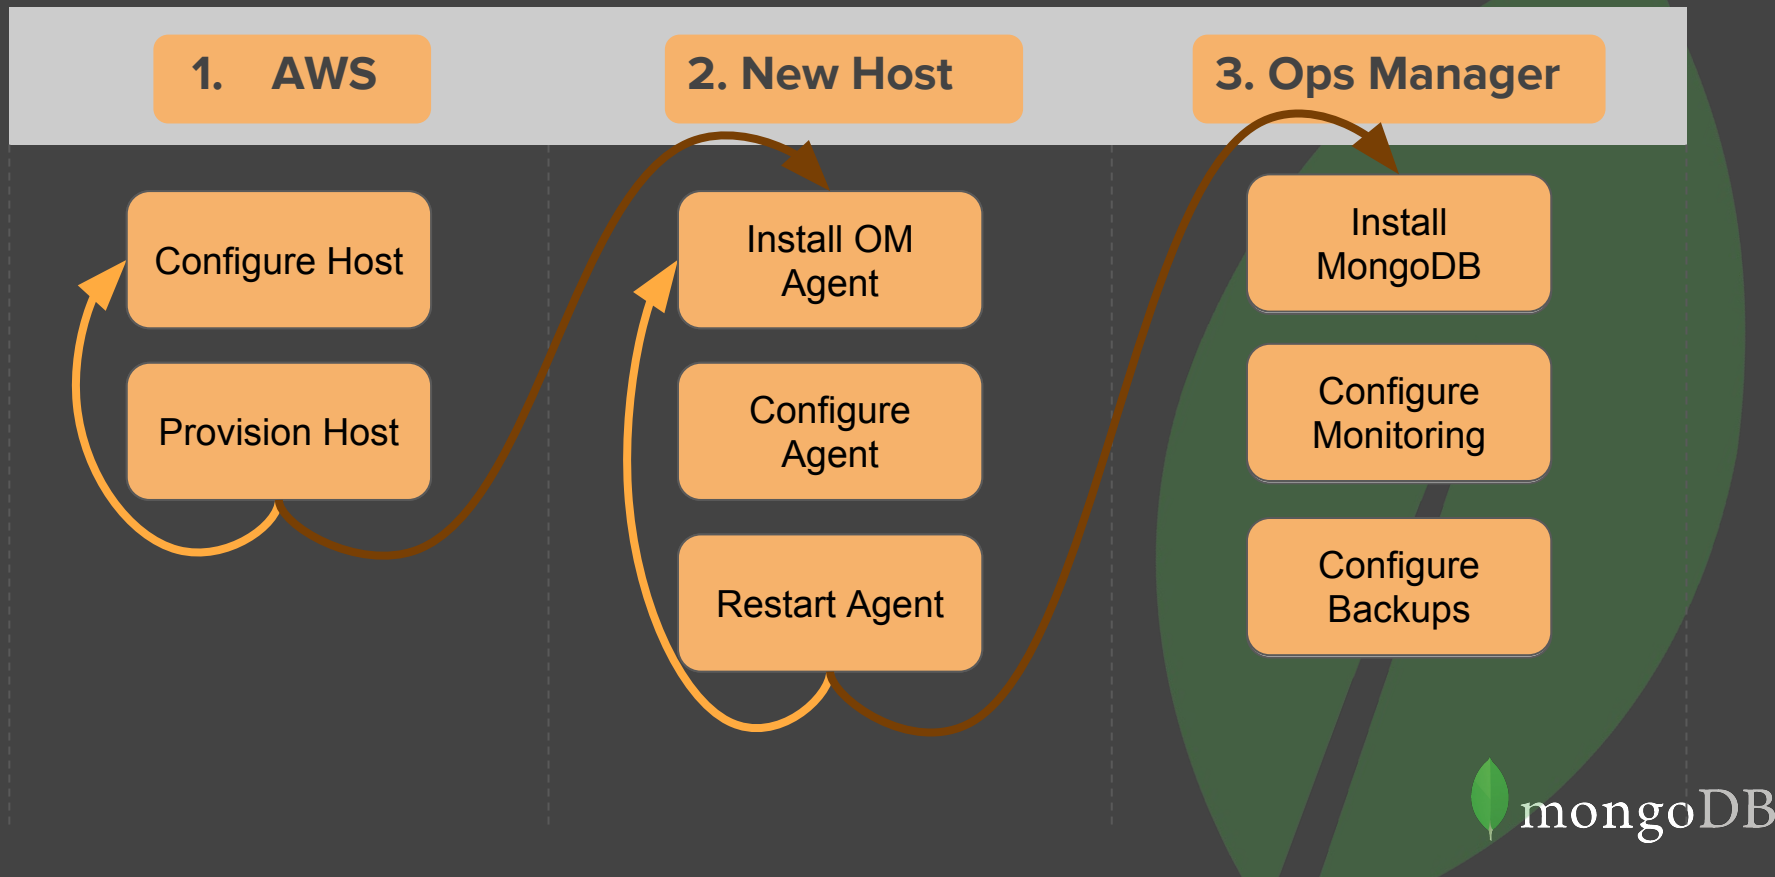 1. AWS
2. New Host
3. Ops Manager
Configure Host
Provision Host
Install OM
Agent
Configure
Agent
Restart Agent
Install
MongoDB
Configure
Monitoring
Configure
Backups
mongoDB